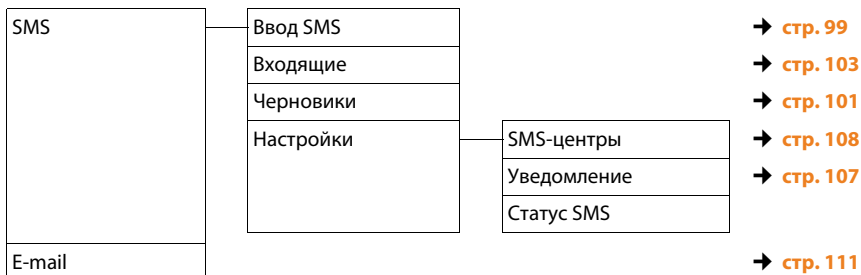 SMS Ввод SMS ➔ стр. 99
Входящие ➔ стр. 103
Черновики ➔ стр. 101
Настройки SMS-центры ➔ стр. 108
Уведомление ➔ стр. 107
Статус SMS
E-mail ➔ стр. 111